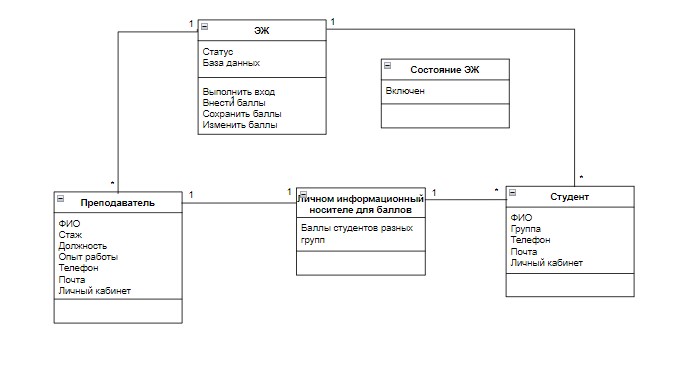 1
ЭЖ
1
Статус
База данных
Выполнить вход
Внести баллы
1
Сохранить баллы
Изменить баллы
Состояние ЭЖ
Включен
*
*
Преподаватель
1
1
Личном информационный
носителе для баллов
1
*
Студент
ФИО
Стаж
Должность
Опыт работы
Телефон
Почта
Личный кабинет
Баллы студентов разных
групп
ФИО
Группа
Телефон
Почта
Личный кабинет